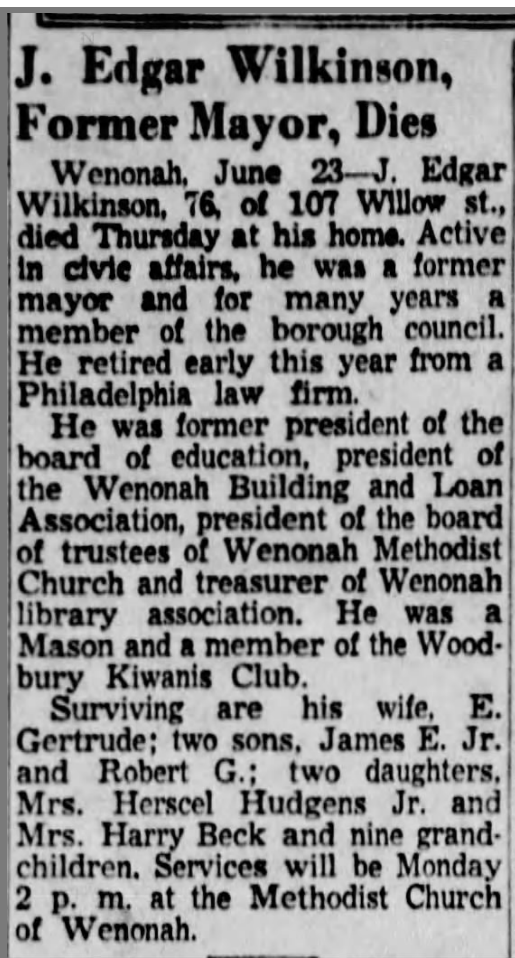 J. Edgar Wilkinson,
Former Mayor, Dies
Wenonah, June 23—J. Edgar
Wilkinson, 76, of 107 Willow st.,
died Thursday at his home. Active
in civic affairs, he was a former
mayor and for many years a
member of the borough council.
He retired early this year from a
Philadelphia law firm.
He was former president of the
board of education, president of
the Wenonah Building and Loan
Association, president of the board
of trustees of Wenonah Methodist
Church and treasurer of Wenonah
library association. He was a
Mason and a member of the Wood-
bury Kiwanis Club.
Surviving are his wife, E.
Gertrude; two sons, James E. Jr.
and Robert G.; two daughters,
Mrs. Herscel Hudgens Jr. and
Mrs. Harry Beck and nine grand-
children. Services will be Monday
2 p. m. at the Methodist Church
of Wenonah.